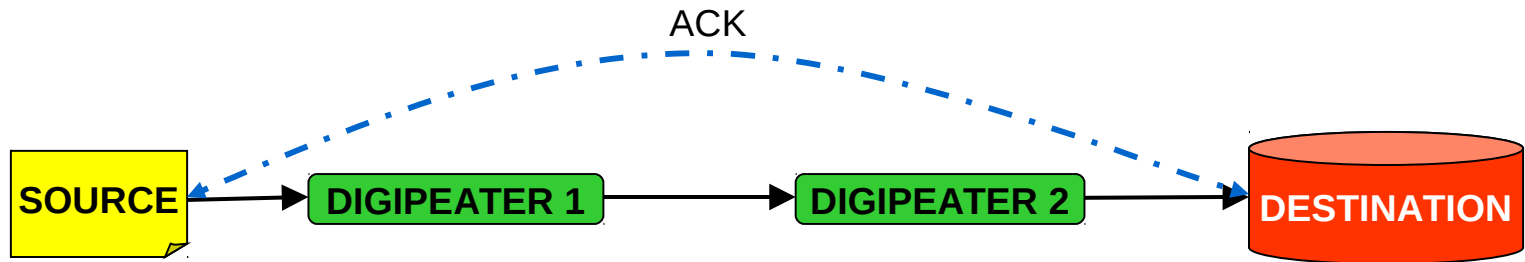 ACK
SOURCE
DIGIPEATER 1
DIGIPEATER 2
DESTINATION